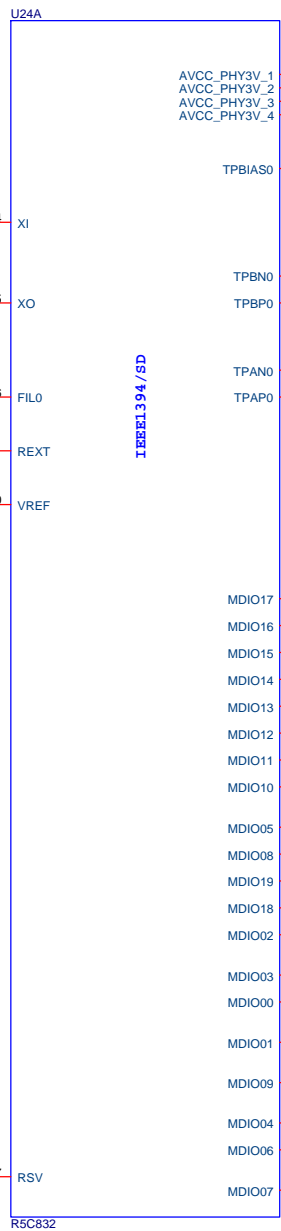 U24A
AVCC_PHY3V_1
AVCC_PHY3V_2
AVCC_PHY3V_3
AVCC_PHY3V_4
TPBIAS0
XI
TPBN0
XO
TPBP0
IEEE1394/SD
TPAN0
FIL0
TPAP0
REXT
VREF
MDIO17
MDIO16
MDIO15
MDIO14
MDIO13
MDIO12
MDIO11
MDIO10
MDIO05
MDIO08
MDIO19
MDIO18
MDIO02
MDIO03
MDIO00
MDIO01
MDIO09
MDIO04
MDIO06
RSV
MDIO07
R5C832